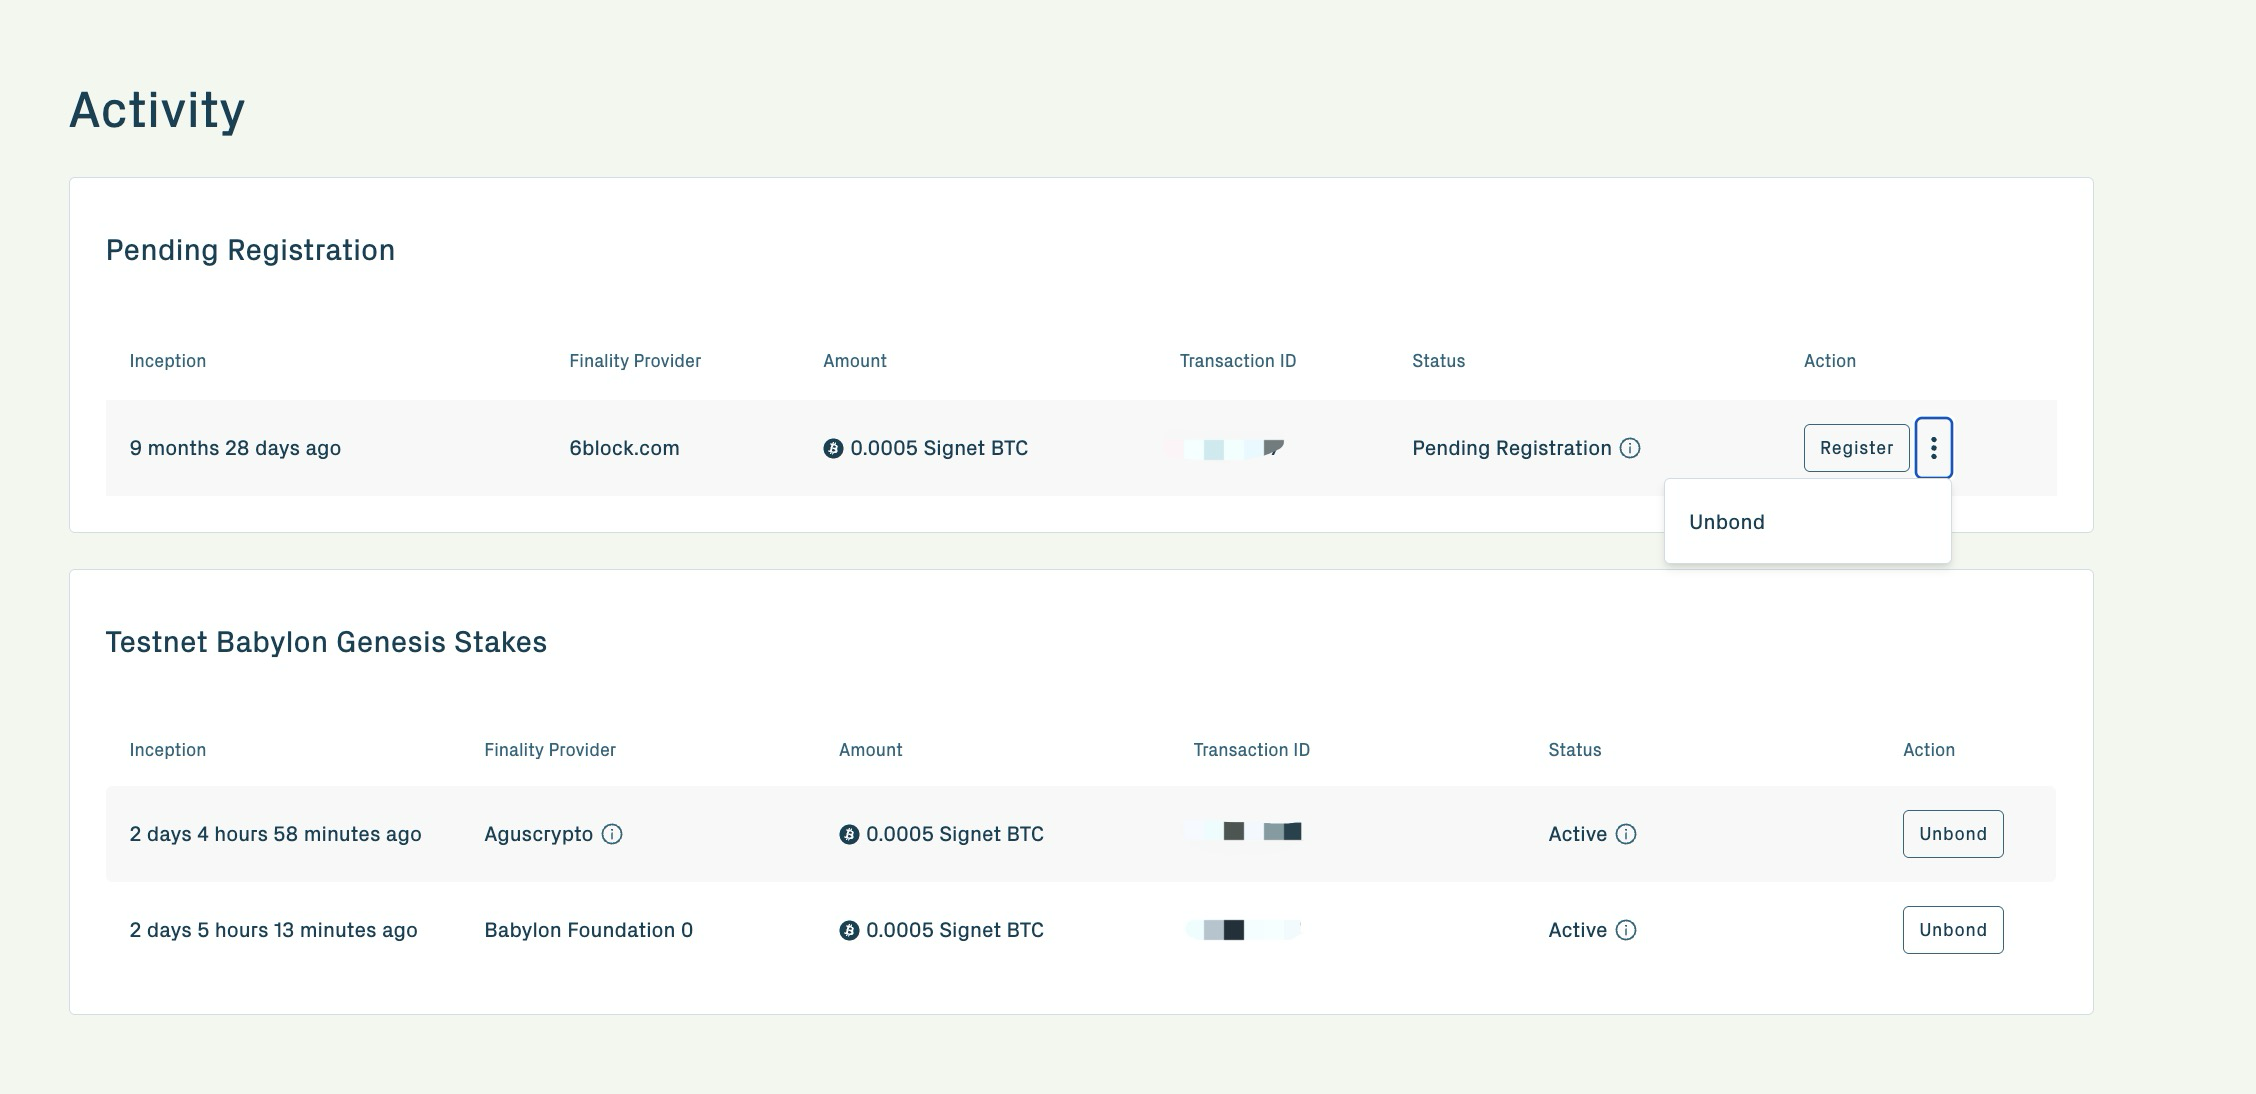 Activity
Pending Registration
Inception Finality Provider Amount Transaction ID Status Action
9 months 28 days ago 6block.com 0.0005 Signet BTC Pending Registration Register
Unbond
Testnet Babylon Genesis Stakes
Inception Finality Provider Amount Transaction ID Status Action
2 days 4 hours 58 minutes ago Aguscrypto 0.0005 Signet BTC Active Unbond
2 days 5 hours 13 minutes ago Babylon Foundation 0 0.0005 Signet BTC Active Unbond